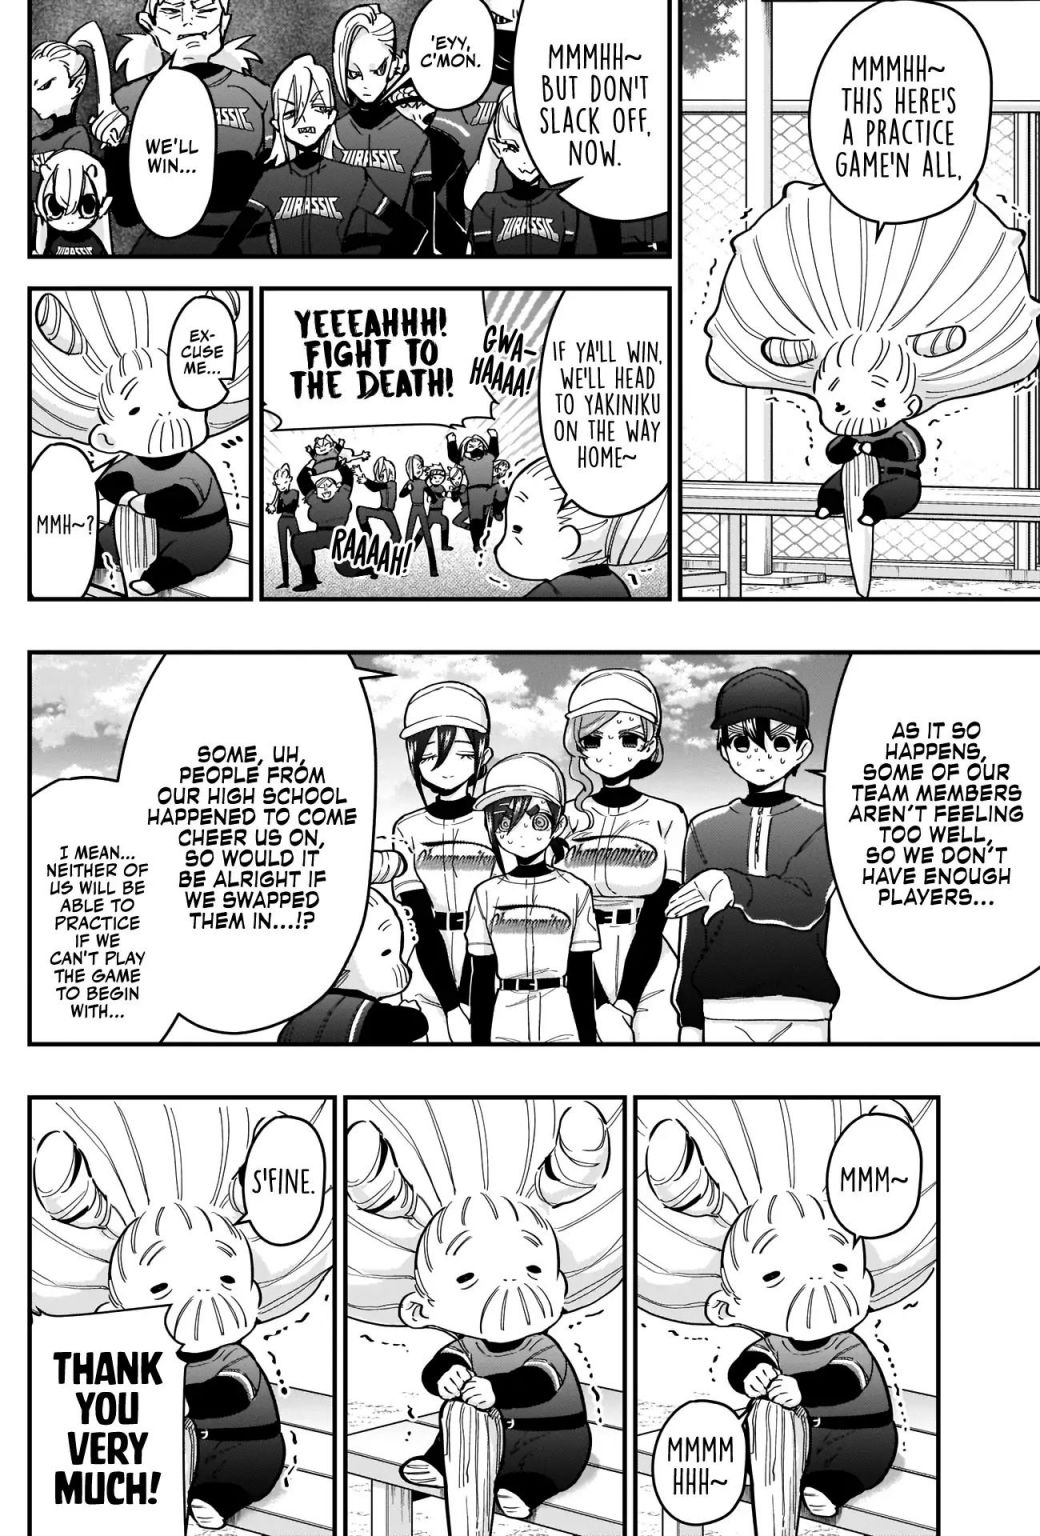 MMMHH~
THIS HERE'S
A PRACTICE
GAME'N ALL,
MMMHH~
BUT DON'T
SLACK OFF,
NOW.
'EYY,
C'MON.
WE'LL
WIN...
JURASSIC
JURASSIC
JURASSIC
JURASSIC
JURASSIC
IF YA'LL WIN,
WE'LL HEAD
TO YAKINIKU
ON THE WAY
HOME~
GWA-
HAAAA!
YEEEAHHH!
FIGHT TO
THE DEATH!
RAAAAH!
EX-
CUSE
ME...
MMH~?
AS IT SO
HAPPENS,
SOME OF OUR
TEAM MEMBERS
AREN'T FEELING
TOO WELL,
SO WE DON'T
HAVE ENOUGH
PLAYERS...
Ohananomitsu
Ohananomitsu
Ohananomitsu
SOME, UH,
PEOPLE FROM
OUR HIGH SCHOOL
HAPPENED TO COME
CHEER US ON,
SO WOULD IT
BE ALRIGHT IF
WE SWAPPED
THEM IN...!?
I MEAN...
NEITHER OF
US WILL BE
ABLE TO
PRACTICE
IF WE
CAN'T PLAY
THE GAME
TO BEGIN
WITH...
MMM~
MMMM
HHH~
S'FINE.
THANK
YOU
VERY
MUCH!